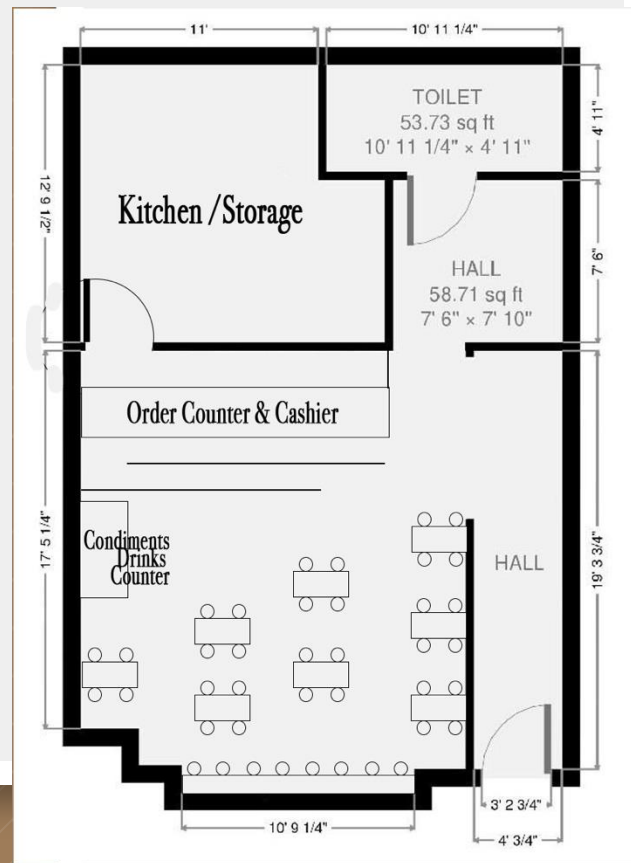 11'
10' 11 1/4"
TOILET
53.73 sq ft
10' 11 1/4" × 4' 11"
4' 11"
12' 9 1/2"
Kitchen /Storage
HALL
58.71 sq ft
7' 6" × 7' 10"
7' 6"
Order Counter & Cashier
17' 5 1/4"
Condiments
Drinks
Counter
HALL
19' 3 3/4"
3' 2 3/4"
10' 9 1/4"
4' 3/4"